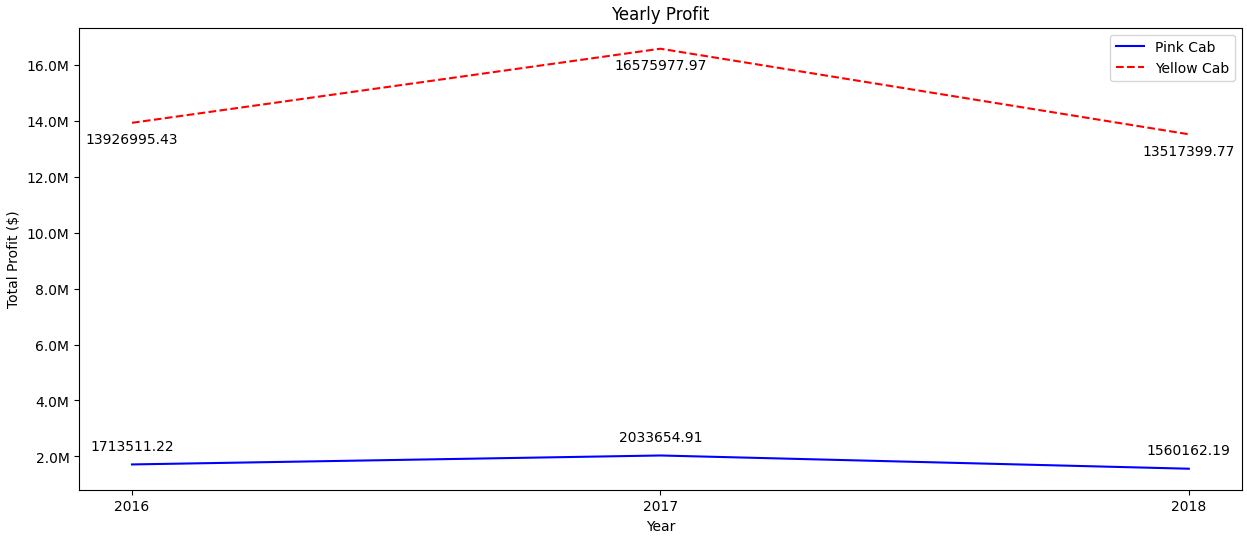 Yearly Profit
Pink Cab
Yellow Cab
16.0M
14.0M
12.0M
10.0M
8.0M
6.0M
4.0M
2.0M
Total Profit ($)
16575977.97
13926995.43
13517399.77
2033654.91
1713511.22
1560162.19
2016
2017
2018
Year